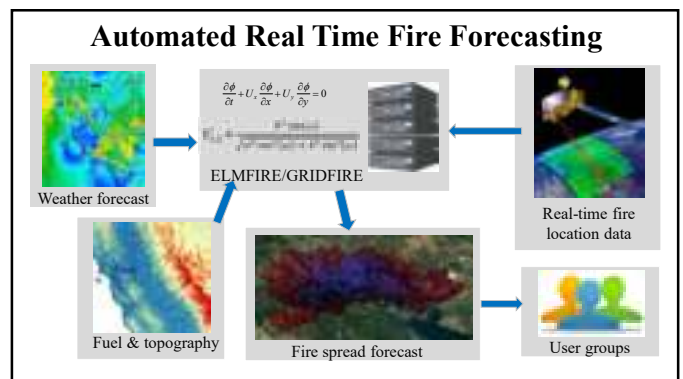 Automated Real Time Fire Forecasting
∂ϕ/∂t + Uₓ ∂ϕ/∂x + Uᵧ ∂ϕ/∂y = 0
ELMFIRE/GRIDFIRE
Weather forecast
Real-time fire
location data
Fuel & topography
Fire spread forecast
User groups